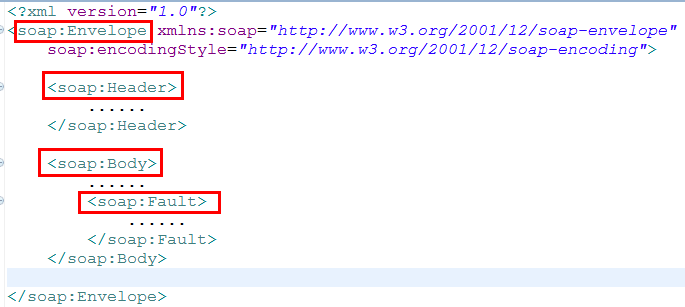 <?xml version="1.0"?>
<soap:Envelope xmlns:soap="http://www.w3.org/2001/12/soap-envelope"
    soap:encodingStyle="http://www.w3.org/2001/12/soap-encoding">
    <soap:Header>
        ......
    </soap:Header>
    <soap:Body>
        ......
        <soap:Fault>
            ......
        </soap:Fault>
    </soap:Body>
</soap:Envelope>